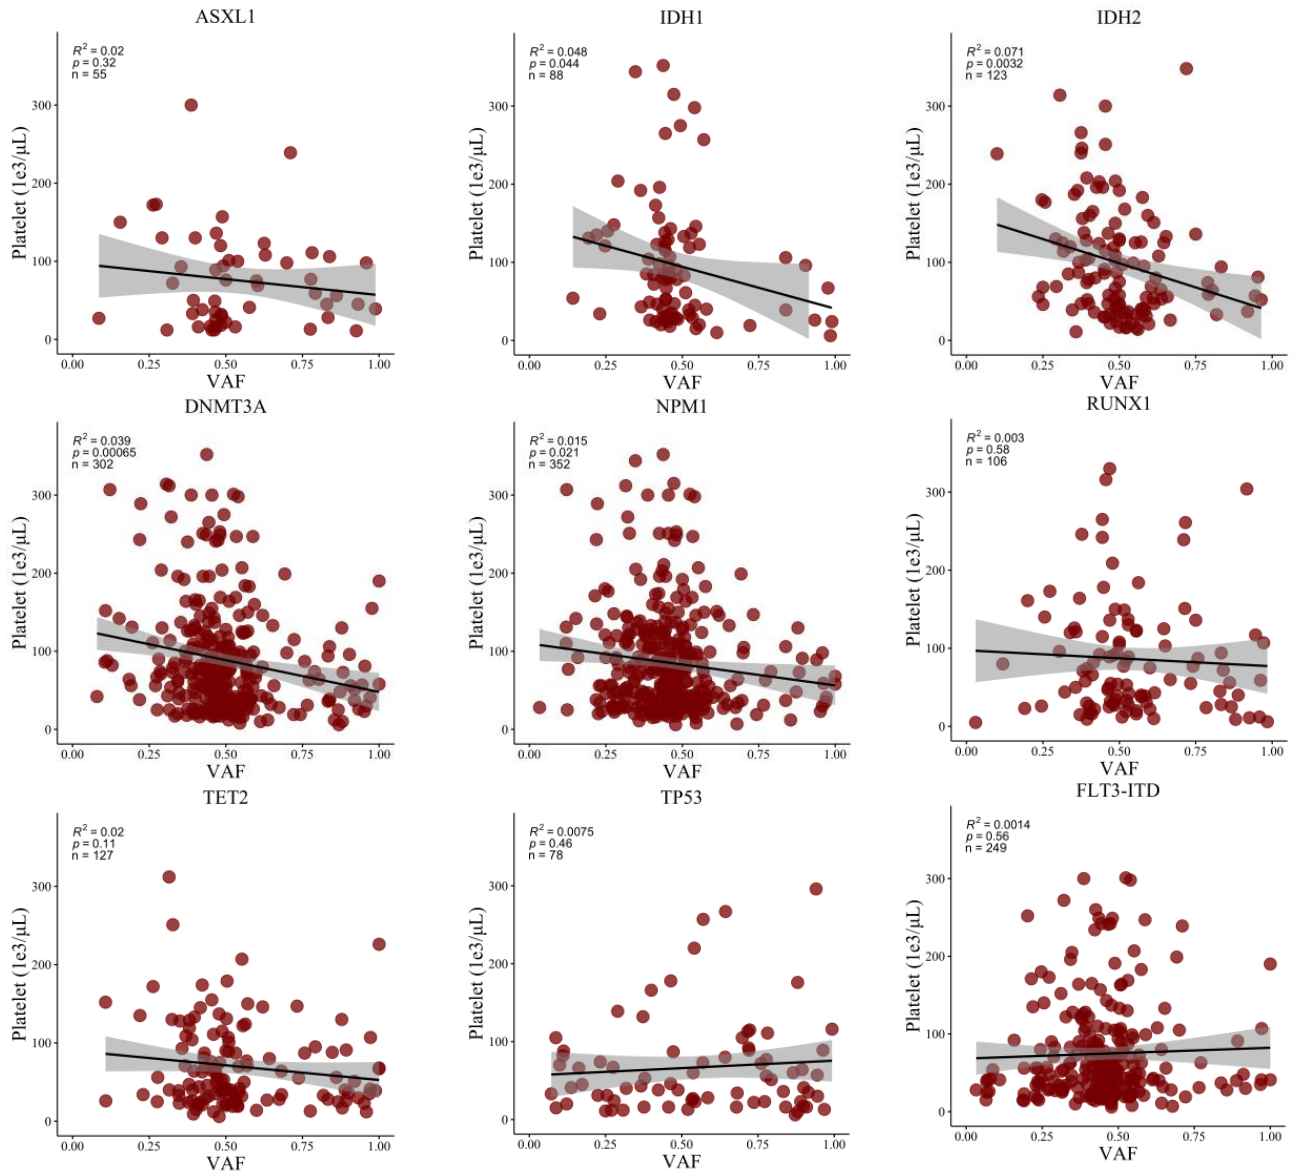 ASXL1
R² = 0.02
p = 0.32
n = 55
Platelet (1e3/µL)
300
200
100
0
0.00 0.25 0.50 0.75 1.00
VAF
IDH1
R² = 0.048
p = 0.044
n = 88
Platelet (1e3/µL)
300
200
100
0
0.00 0.25 0.50 0.75 1.00
VAF
IDH2
R² = 0.071
p = 0.0032
n = 123
Platelet (1e3/µL)
300
200
100
0
0.00 0.25 0.50 0.75 1.00
VAF
DNMT3A
R² = 0.039
p = 0.00065
n = 302
Platelet (1e3/µL)
300
200
100
0
0.00 0.25 0.50 0.75 1.00
VAF
NPM1
R² = 0.015
p = 0.021
n = 352
Platelet (1e3/µL)
300
200
100
0
0.00 0.25 0.50 0.75 1.00
VAF
RUNX1
R² = 0.003
p = 0.58
n = 106
Platelet (1e3/µL)
300
200
100
0
0.00 0.25 0.50 0.75 1.00
VAF
TET2
R² = 0.02
p = 0.11
n = 127
Platelet (1e3/µL)
300
200
100
0
0.00 0.25 0.50 0.75 1.00
VAF
TP53
R² = 0.0075
p = 0.46
n = 78
Platelet (1e3/µL)
300
200
100
0
0.00 0.25 0.50 0.75 1.00
VAF
FLT3-ITD
R² = 0.0014
p = 0.56
n = 249
Platelet (1e3/µL)
300
200
100
0
0.00 0.25 0.50 0.75 1.00
VAF